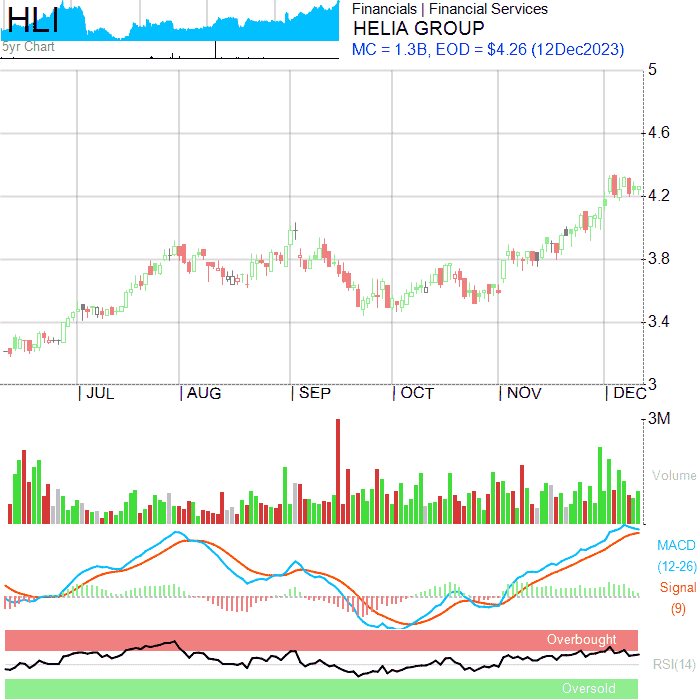 HLI
5yr Chart
Financials | Financial Services
HELIA GROUP
MC = 1.3B, EOD = $4.26 (12Dec2023)
5
4.6
4.2
3.8
3.4
3
JUL
AUG
SEP
OCT
NOV
DEC
3M
Volume
MACD
(12-26)
Signal
(9)
Overbought
RSI(14)
Oversold